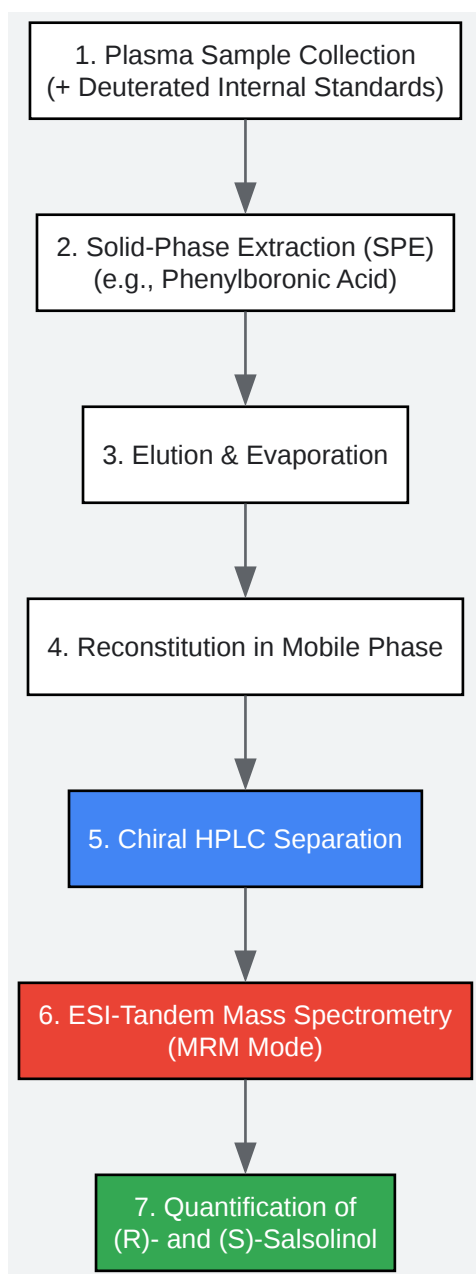 1. Plasma Sample Collection
(+ Deuterated Internal Standards)
2. Solid-Phase Extraction (SPE)
(e.g., Phenylboronic Acid)
3. Elution & Evaporation
4. Reconstitution in Mobile Phase
5. Chiral HPLC Separation
6. ESI-Tandem Mass Spectrometry
(MRM Mode)
7. Quantification of
(R)- and (S)-Salsolinol